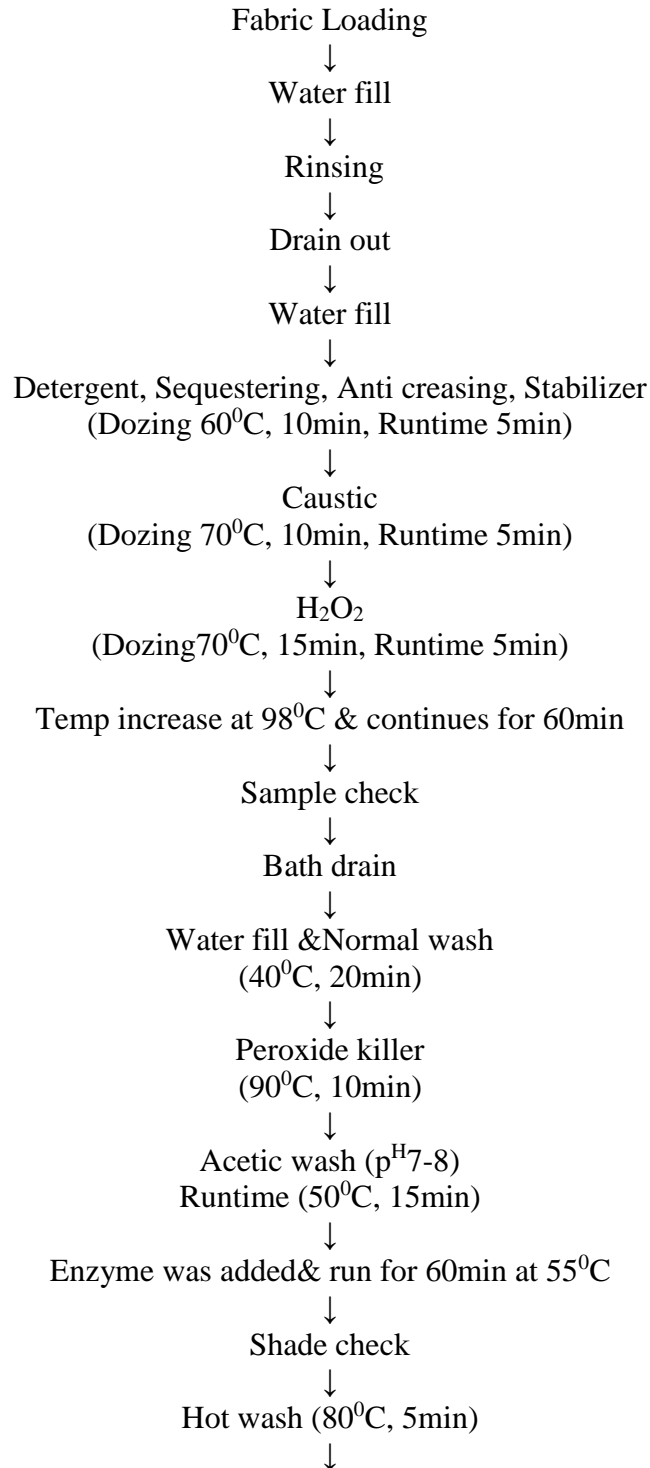 Fabric Loading
↓
Water fill
↓
Rinsing
↓
Drain out
↓
Water fill
↓
Detergent, Sequestering, Anti creasing, Stabilizer
(Dozing 60⁰C, 10min, Runtime 5min)
↓
Caustic
(Dozing 70⁰C, 10min, Runtime 5min)
↓
H₂O₂
(Dozing70⁰C, 15min, Runtime 5min)
↓
Temp increase at 98⁰C & continues for 60min
↓
Sample check
↓
Bath drain
↓
Water fill &Normal wash
(40⁰C, 20min)
↓
Peroxide killer
(90⁰C, 10min)
↓
Acetic wash (pᴴ7-8)
Runtime (50⁰C, 15min)
↓
Enzyme was added& run for 60min at 55⁰C
↓
Shade check
↓
Hot wash (80⁰C, 5min)
↓